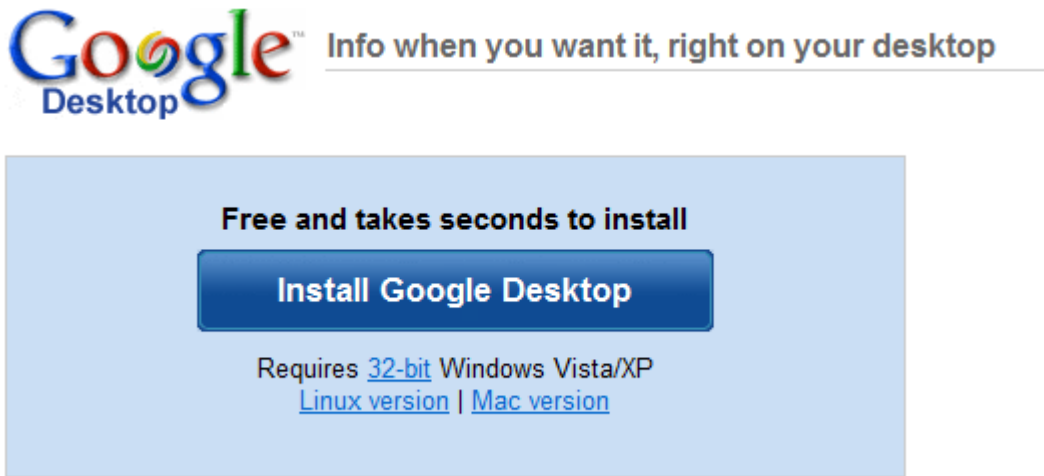 Google™ Info when you want it, right on your desktop
Desktop
Free and takes seconds to install
Install Google Desktop
Requires 32-bit Windows Vista/XP
Linux version | Mac version